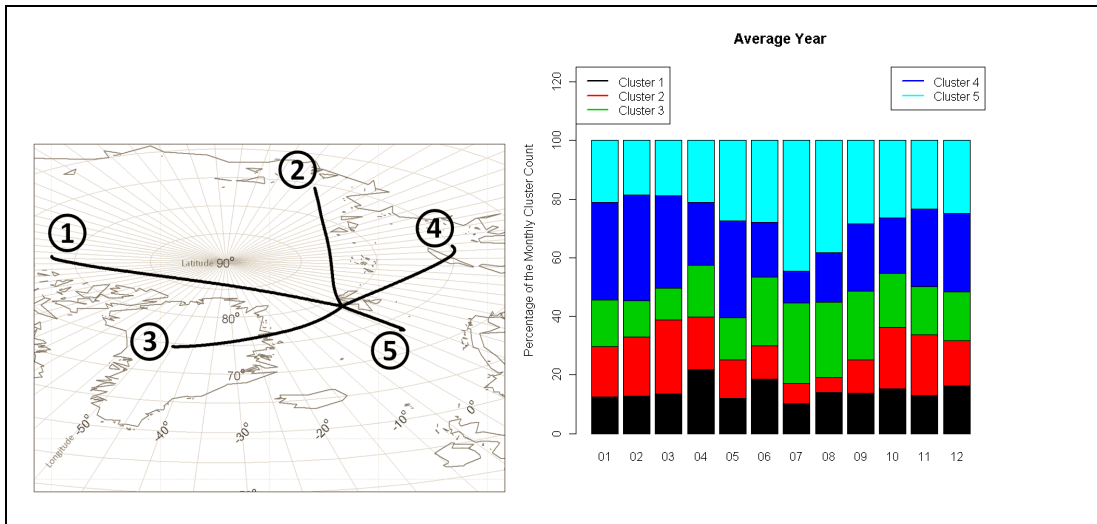 Average Year
1
2
3
4
5
Latitude 90°
80°
70°
-50°
-40°
-30°
-20°
-10°
0°
Longitude
Cluster 1
Cluster 2
Cluster 3
Cluster 4
Cluster 5
Percentage of the Monthly Cluster Count
120
100
80
60
40
20
0
01 02 03 04 05 06 07 08 09 10 11 12